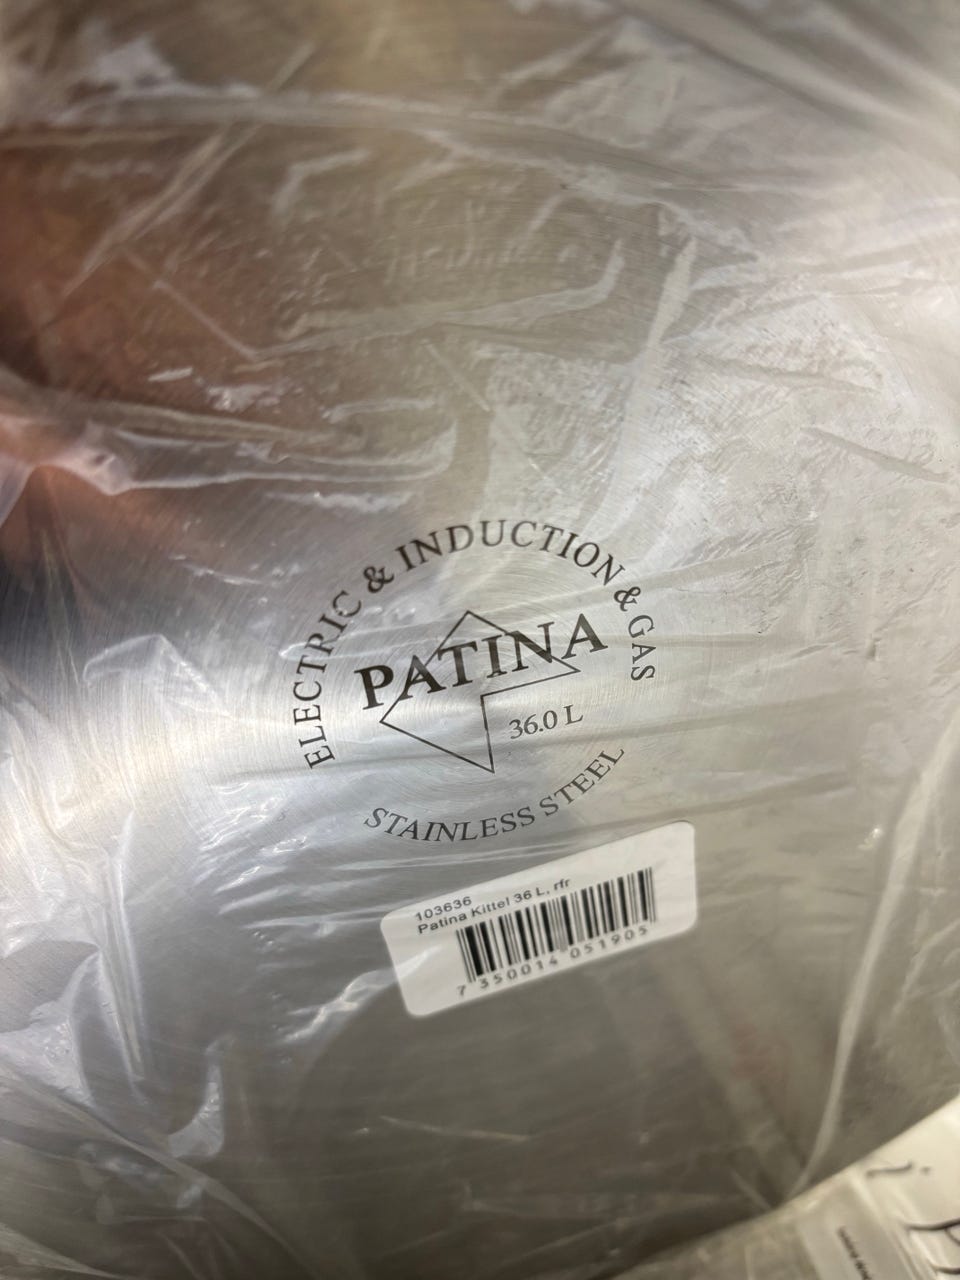 ELECTRIC & INDUCTION & GAS
PATINA
36.0 L
STAINLESS STEEL
103636
Patina Kittel 36 L, rfr
7 350014 051905